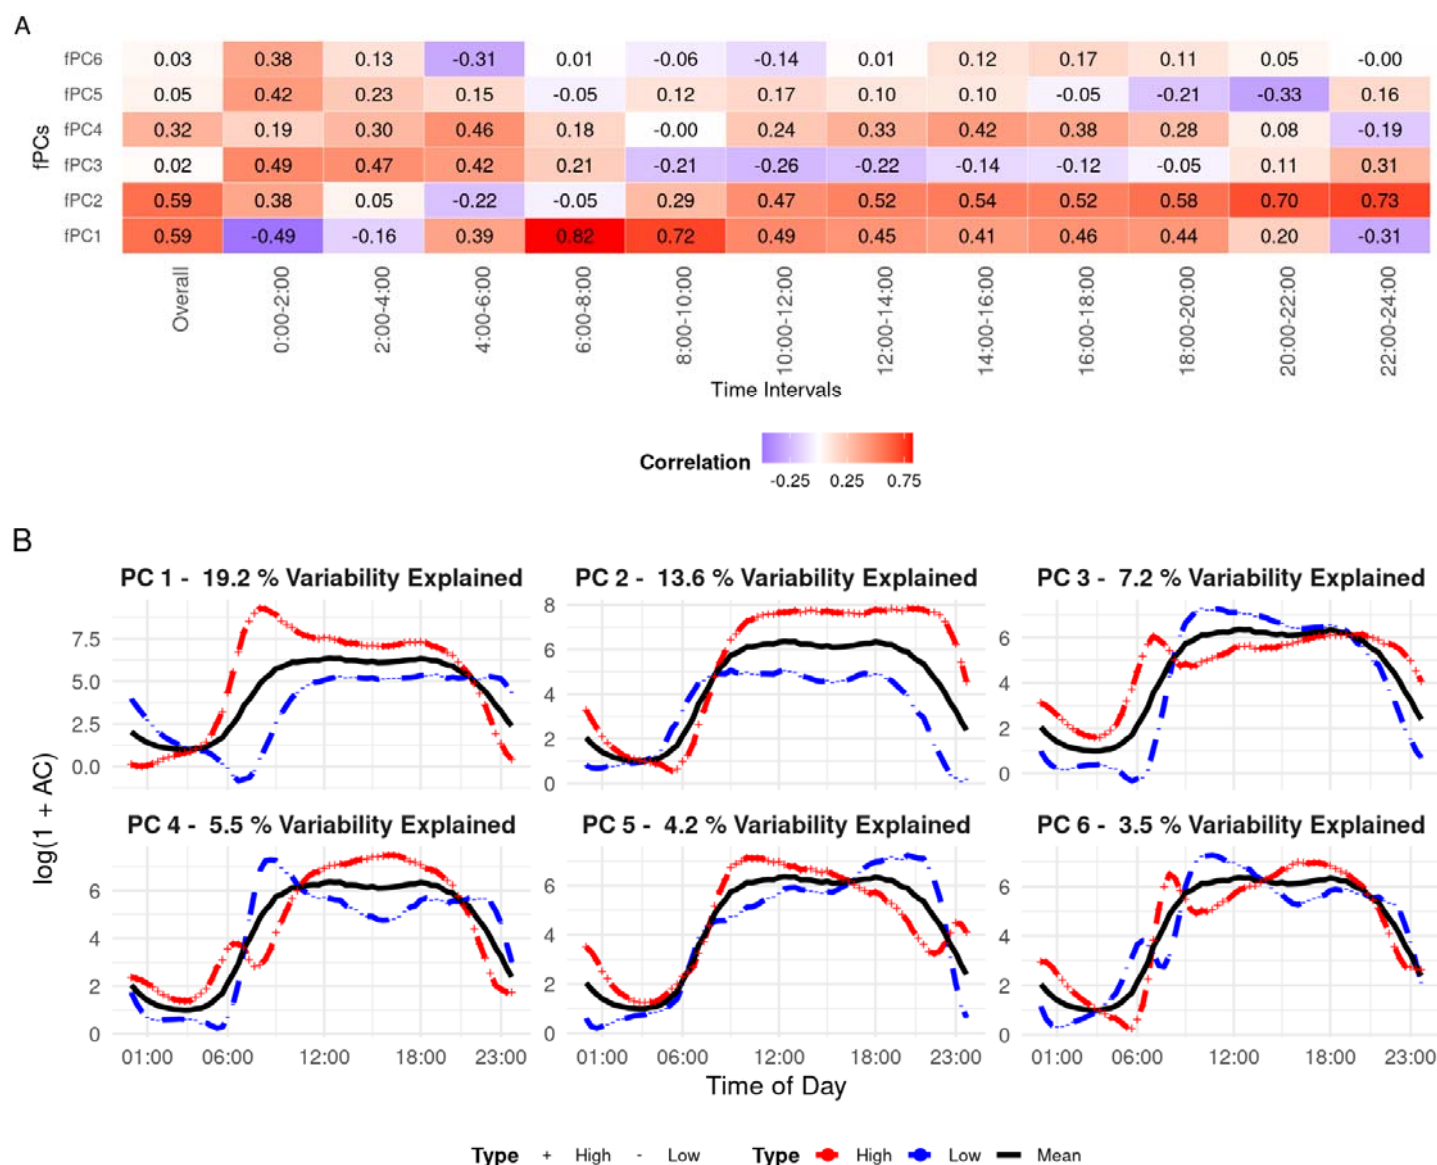 A
fPCs
fPC6 0.03 0.38 0.13 -0.31 0.01 -0.06 -0.14 0.01 0.12 0.17 0.11 0.05 -0.00
fPC5 0.05 0.42 0.23 0.15 -0.05 0.12 0.17 0.10 0.10 -0.05 -0.21 -0.33 0.16
fPC4 0.32 0.19 0.30 0.46 0.18 -0.00 0.24 0.33 0.42 0.38 0.28 0.08 -0.19
fPC3 0.02 0.49 0.47 0.42 0.21 -0.21 -0.26 -0.22 -0.14 -0.12 -0.05 0.11 0.31
fPC2 0.59 0.38 0.05 -0.22 -0.05 0.29 0.47 0.52 0.54 0.52 0.58 0.70 0.73
fPC1 0.59 -0.49 -0.16 0.39 0.82 0.72 0.49 0.45 0.41 0.46 0.44 0.20 -0.31
Overall 0:00-2:00 2:00-4:00 4:00-6:00 6:00-8:00 8:00-10:00 10:00-12:00 12:00-14:00 14:00-16:00 16:00-18:00 18:00-20:00 20:00-22:00 22:00-24:00
Time Intervals
Correlation
-0.25 0.25 0.75
B
log(1 + AC)
PC 1 - 19.2 % Variability Explained
7.5
5.0
2.5
0.0
PC 2 - 13.6 % Variability Explained
8
6
4
2
0
PC 3 - 7.2 % Variability Explained
6
4
2
0
PC 4 - 5.5 % Variability Explained
6
4
2
0
01:00 06:00 12:00 18:00 23:00
PC 5 - 4.2 % Variability Explained
6
4
2
0
01:00 06:00 12:00 18:00 23:00
PC 6 - 3.5 % Variability Explained
6
4
2
0
01:00 06:00 12:00 18:00 23:00
Time of Day
Type + High - Low Type High Low Mean